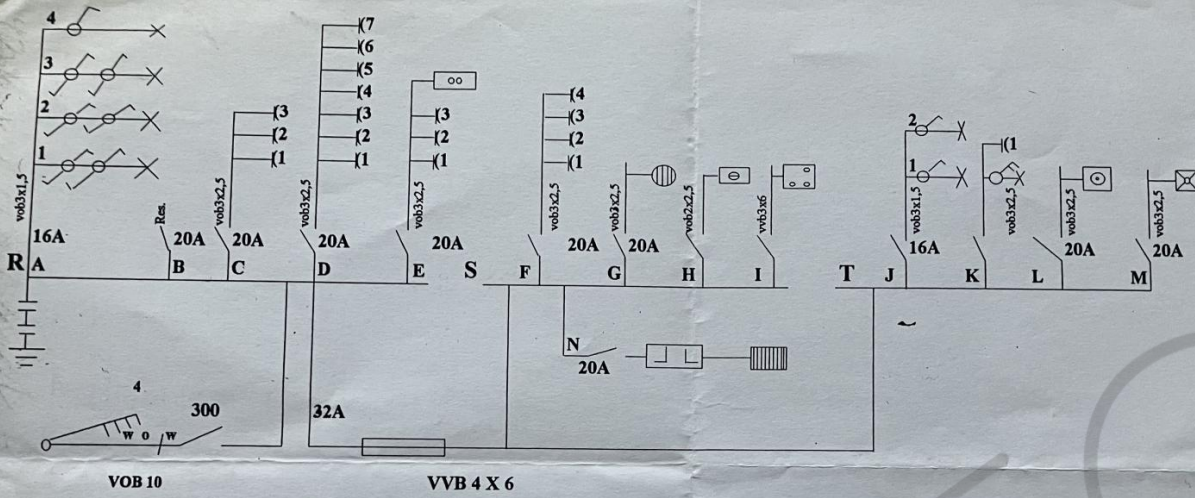 4
3
2
1
vob3x1,5
16A
R A
Res.
20A
B
3
2
1
vob3x2,5
20A
C
7
6
5
4
3
2
1
vob3x2,5
20A
D
3
2
1
vob3x2,5
20A
E
S
4
3
2
1
vob3x2,5
20A
F
vob3x2,5
20A
G
vob2x2,5
H
vvb3x6
I
T
2
1
vob3x1,5
16A
J
1
vob3x2,5
K
vob3x2,5
20A
L
vob3x2,5
20A
M
N
20A
4
300
W O W
32A
VOB 10
VVB 4 X 6